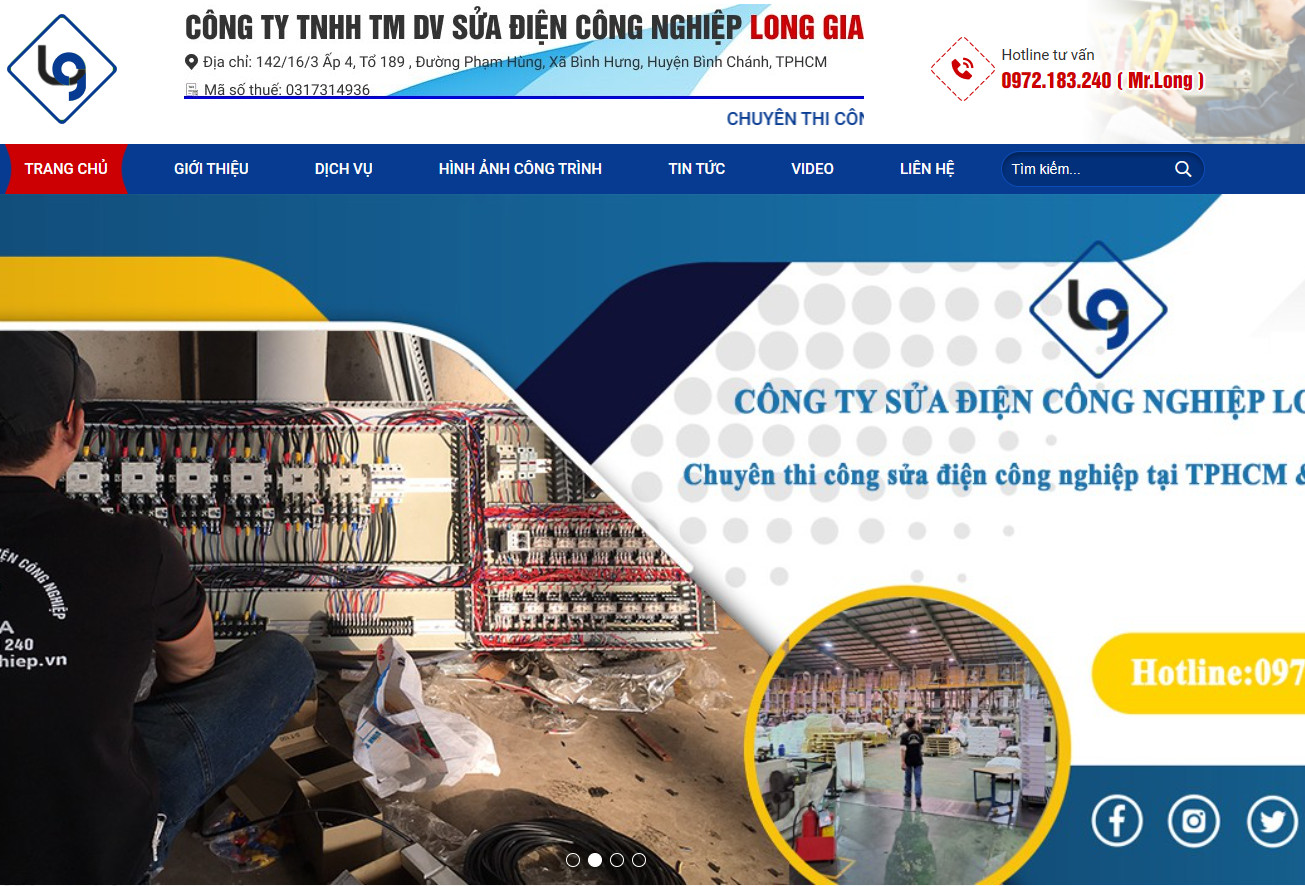 CÔNG TY TNHH TM DV SỬA ĐIỆN CÔNG NGHIỆP LONG GIA
Địa chỉ: 142/16/3 Ấp 4, Tổ 189 , Đường Phạm Hùng, Xã Bình Hưng, Huyện Bình Chánh, TPHCM
Mã số thuế: 0317314936
CHUYÊN THI CÔN
Hotline tư vấn
0972.183.240 ( Mr.Long )
lg
TRANG CHỦ GIỚI THIỆU DỊCH VỤ HÌNH ẢNH CÔNG TRÌNH TIN TỨC VIDEO LIÊN HỆ Tìm kiếm...
lg
CÔNG TY SỬA ĐIỆN CÔNG NGHIỆP LO
Chuyên thi công sửa điện công nghiệp tại TPHCM &
ỆN CÔNG NGHIỆP
A
240
hiep.vn
Hotline:097